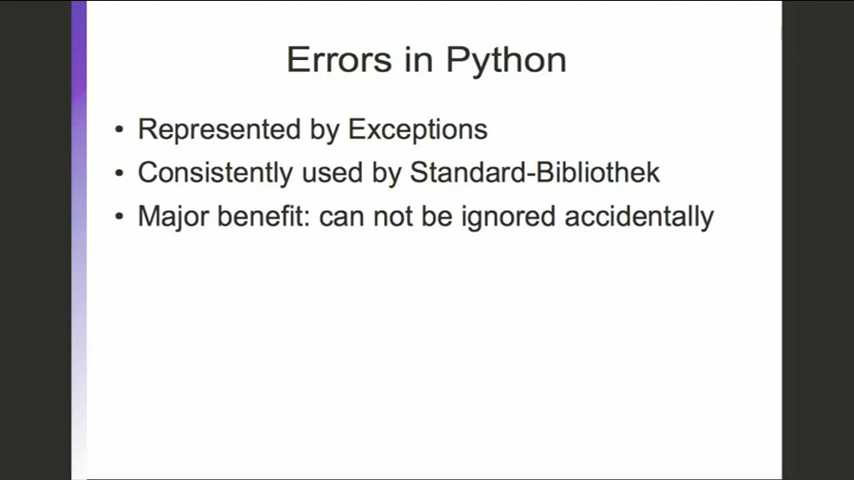 Errors in Python
• Represented by Exceptions
• Consistently used by Standard-Bibliothek
• Major benefit: can not be ignored accidentally